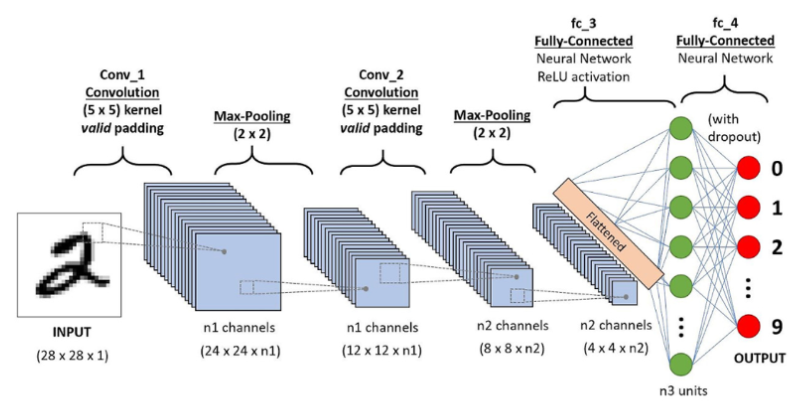 Conv_1
Convolution
(5 x 5) kernel
valid padding
Max-Pooling
(2 x 2)
Conv_2
Convolution
(5 x 5) kernel
valid padding
Max-Pooling
(2 x 2)
fc_3
Fully-Connected
Neural Network
ReLU activation
fc_4
Fully-Connected
Neural Network
(with
dropout)
Flattened
0
1
2
9
OUTPUT
2
INPUT
(28 x 28 x 1)
n1 channels
(24 x 24 x n1)
n1 channels
(12 x 12 x n1)
n2 channels
(8 x 8 x n2)
n2 channels
(4 x 4 x n2)
n3 units